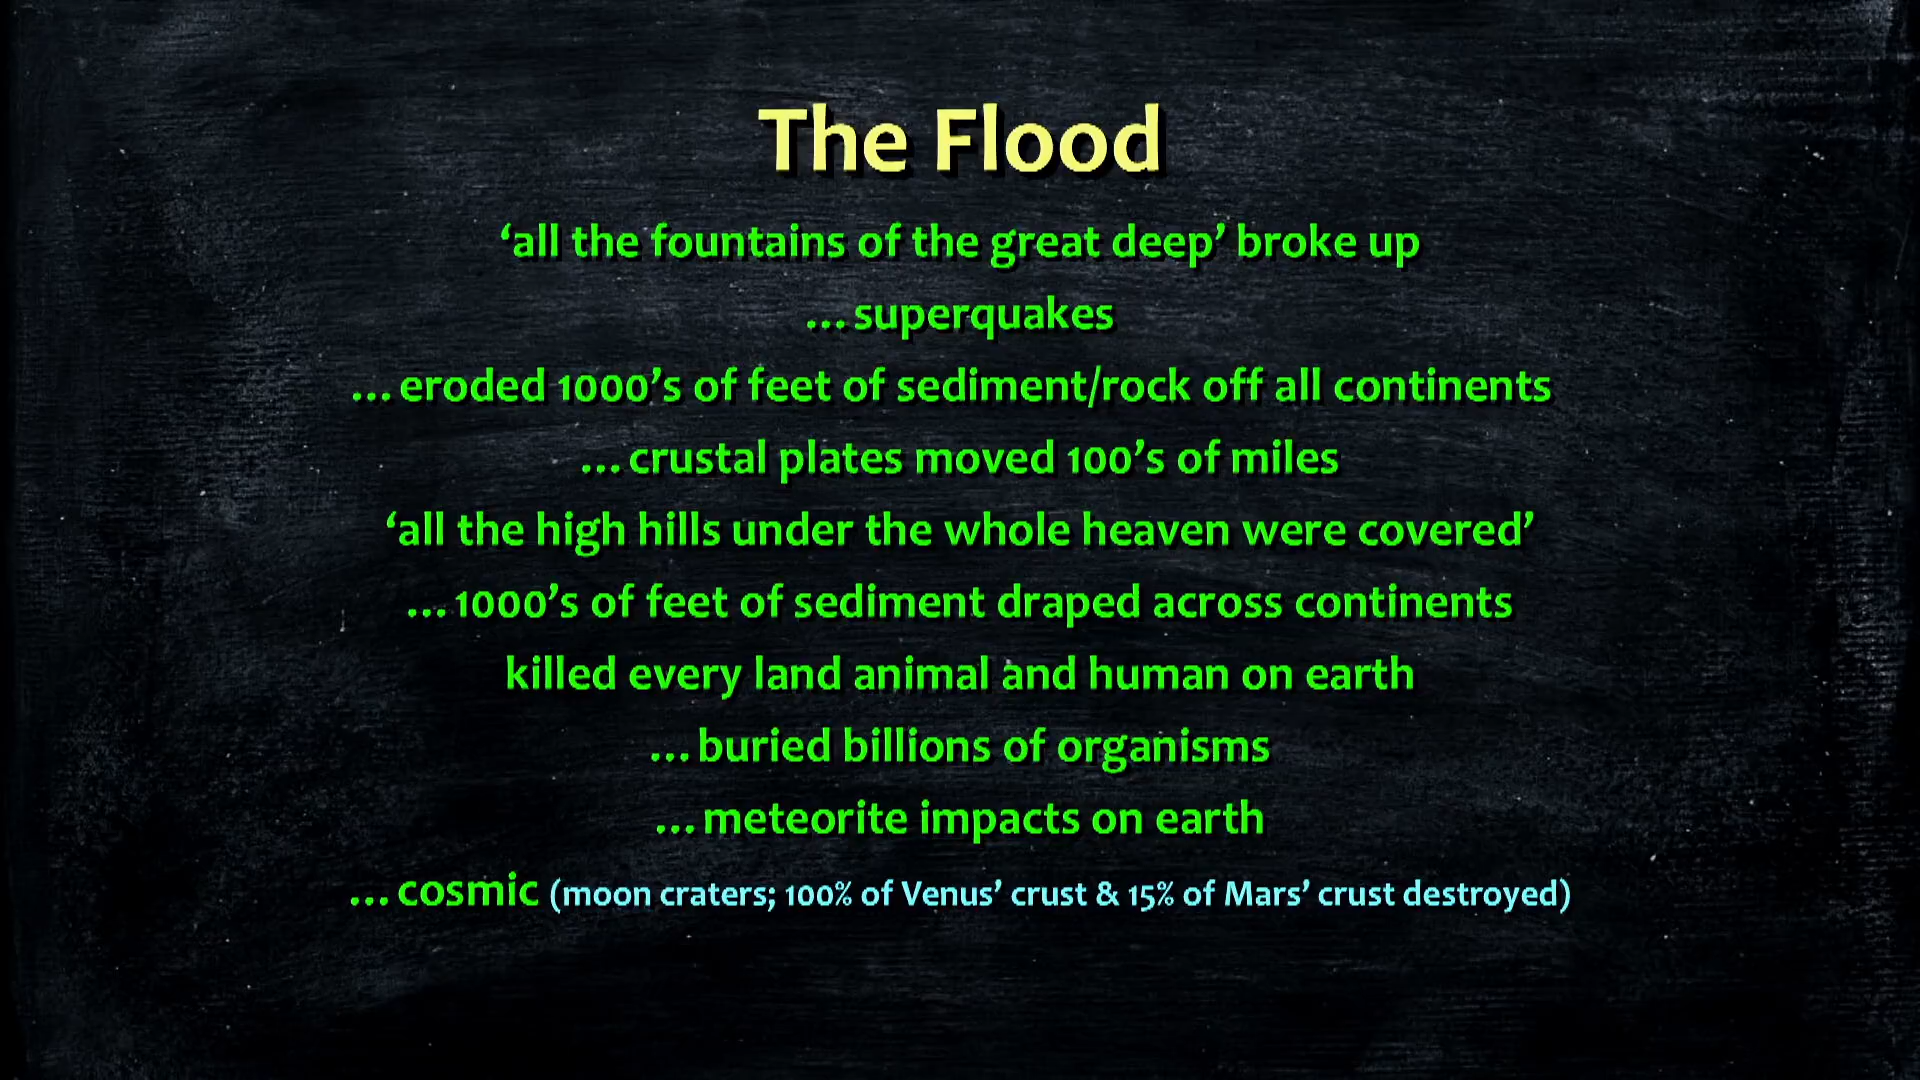 The Flood
‘all the fountains of the great deep’ broke up
…superquakes
…eroded 1000’s of feet of sediment/rock off all continents
…crustal plates moved 100’s of miles
‘all the high hills under the whole heaven were covered’
…1000’s of feet of sediment draped across continents
killed every land animal and human on earth
…buried billions of organisms
…meteorite impacts on earth
…cosmic (moon craters; 100% of Venus’ crust & 15% of Mars’ crust destroyed)